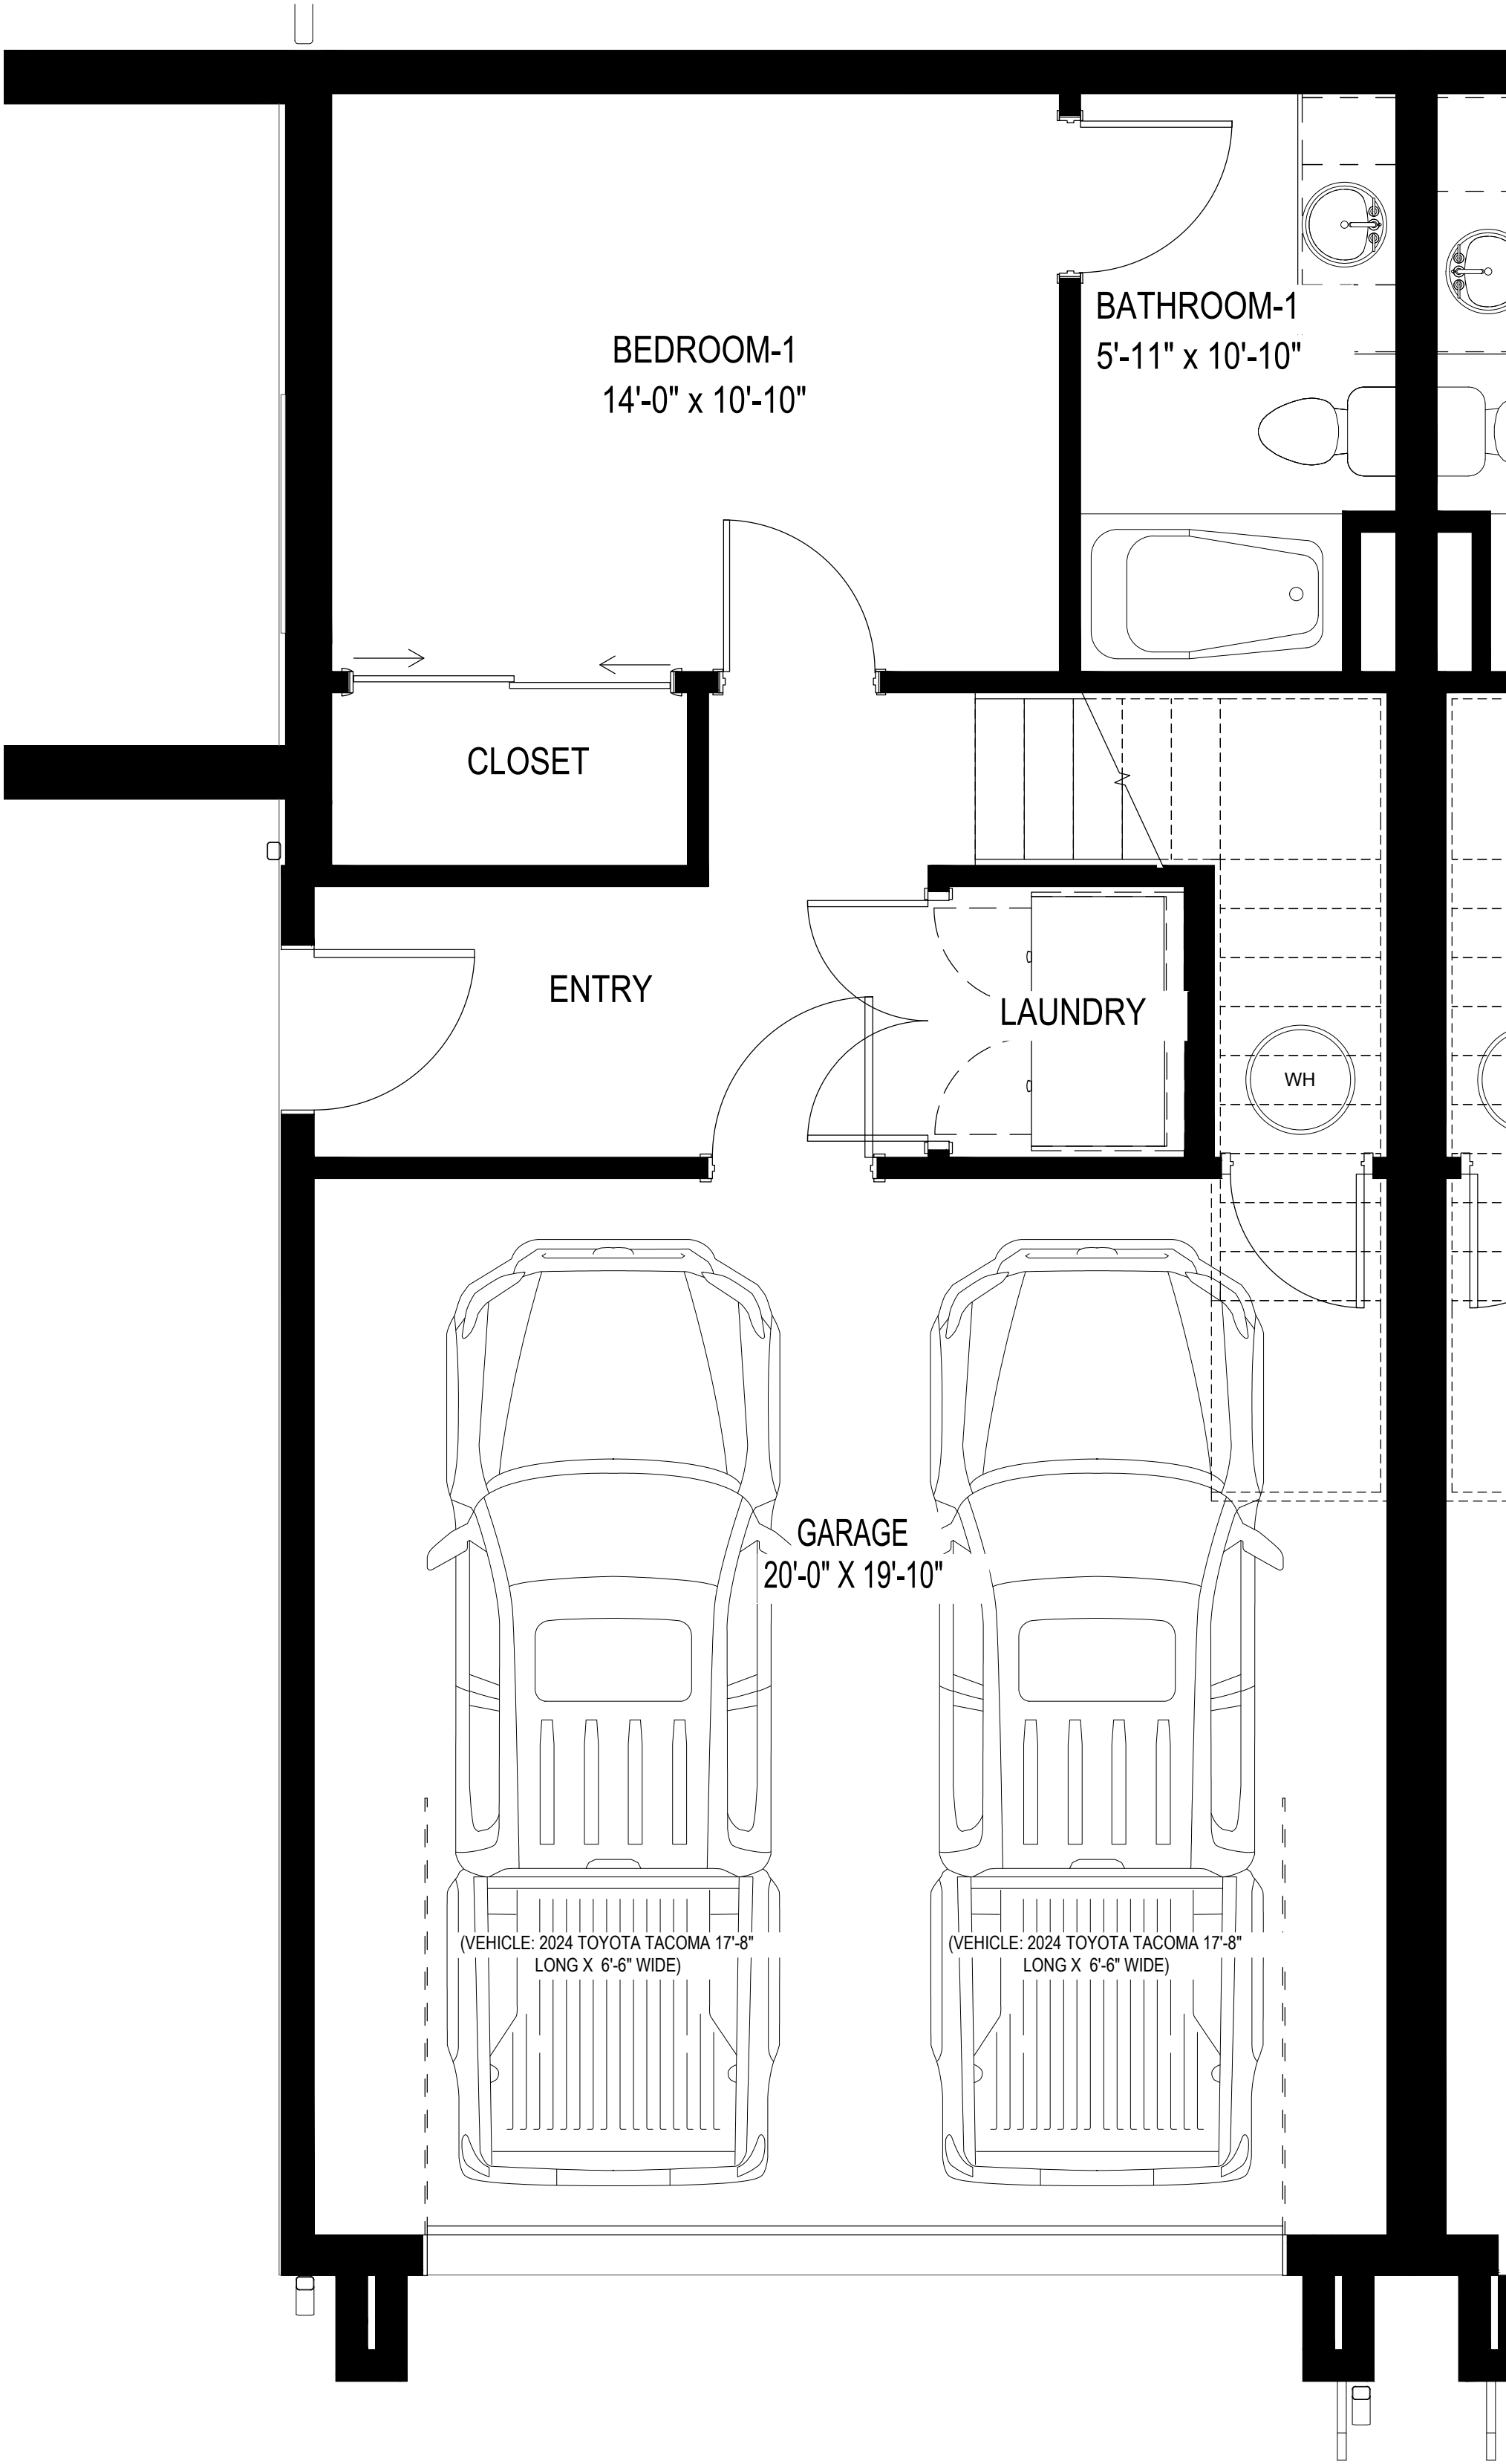 BEDROOM-1
14'-0" x 10'-10"
BATHROOM-1
5'-11" x 10'-10"
CLOSET
ENTRY
LAUNDRY
WH
GARAGE
20'-0" X 19'-10"
(VEHICLE: 2024 TOYOTA TACOMA 17'-8"
LONG X 6'-6" WIDE)
(VEHICLE: 2024 TOYOTA TACOMA 17'-8"
LONG X 6'-6" WIDE)